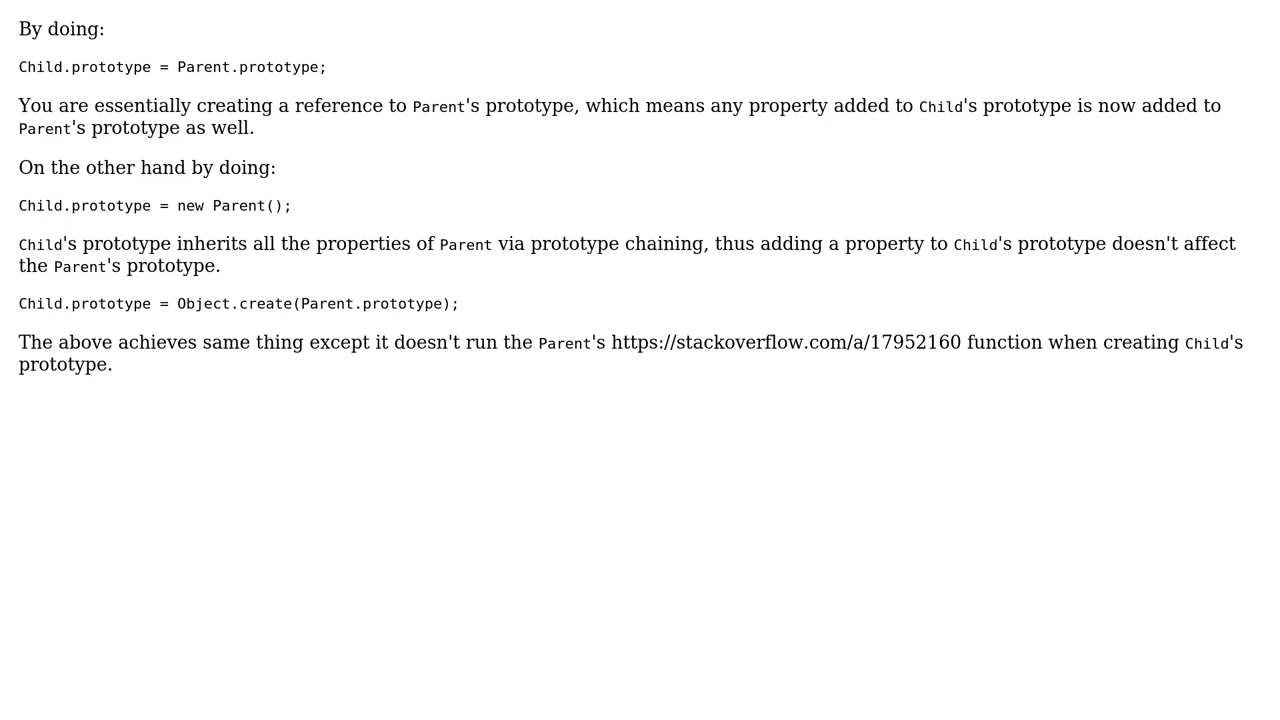 By doing:
Child.prototype = Parent.prototype;
You are essentially creating a reference to Parent's prototype, which means any property added to Child's prototype is now added to
Parent's prototype as well.
On the other hand by doing:
Child.prototype = new Parent();
Child's prototype inherits all the properties of Parent via prototype chaining, thus adding a property to Child's prototype doesn't affect
the Parent's prototype.
Child.prototype = Object.create(Parent.prototype);
The above achieves same thing except it doesn't run the Parent's https://stackoverflow.com/a/17952160 function when creating Child's
prototype.